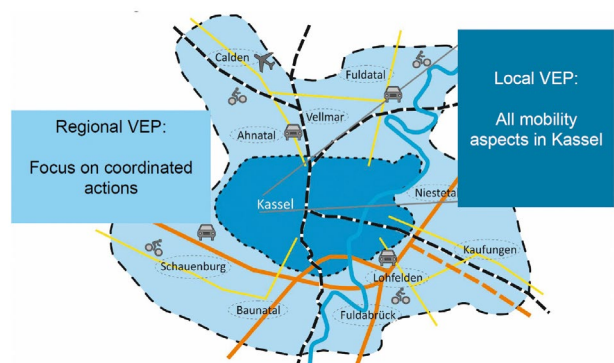 Calden
Fuldatal
Vellmar
Ahnatal
Regional VEP:
Focus on coordinated
actions
Local VEP:
All mobility
aspects in Kassel
Kassel
Niestetal
Kaufungen
Schauenburg
Lohfelden
Baunatal
Fuldabrück